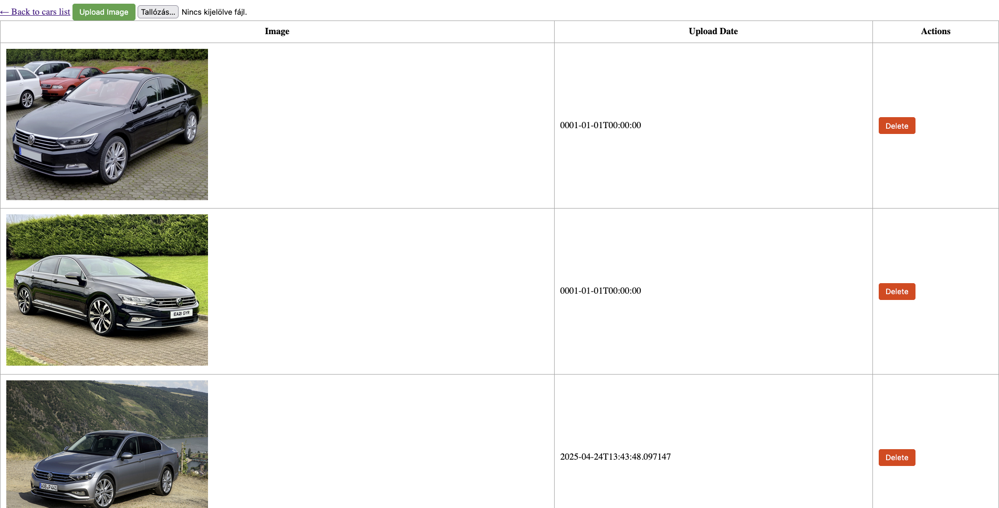 ← Back to cars list Upload Image Tallózás... Nincs kijelölve fájl.
Image Upload Date Actions
0001-01-01T00:00:00 Delete
EA21 GYR
0001-01-01T00:00:00 Delete
WOB P 441
2025-04-24T13:43:48.097147 Delete